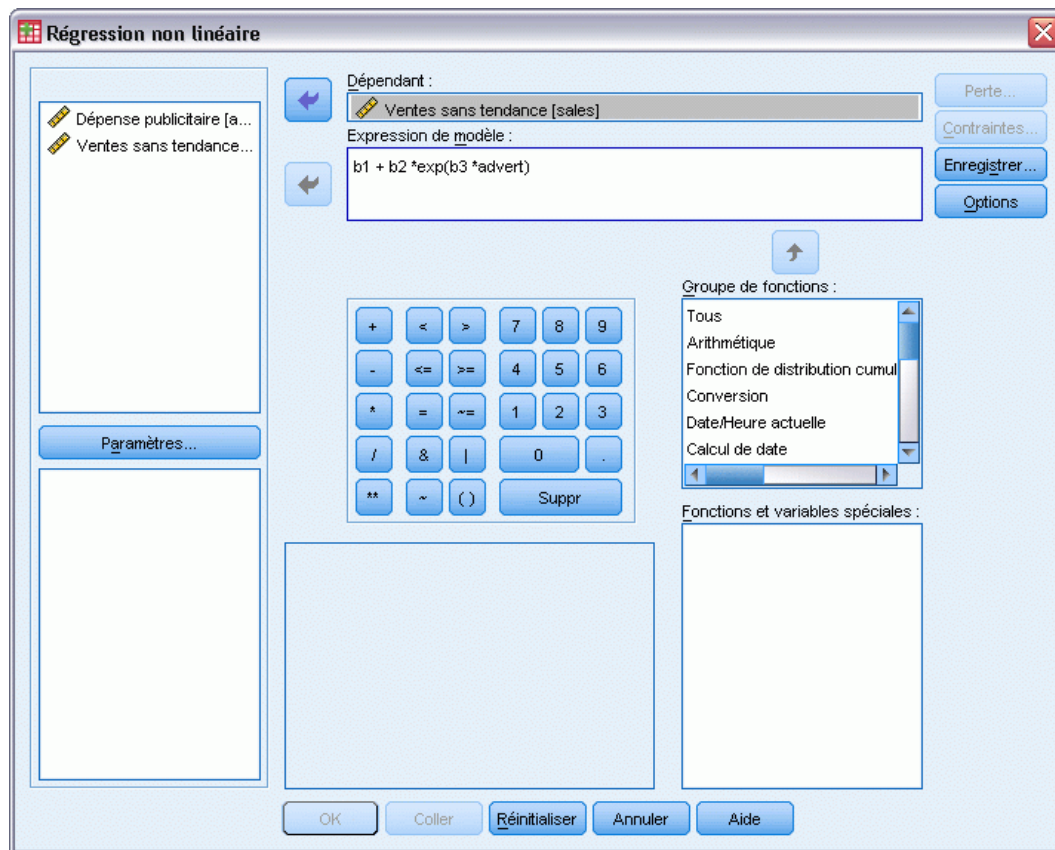 Régression non linéaire
Dépense publicitaire [a...
Ventes sans tendance...
Paramètres...
Dépendant :
Ventes sans tendance [sales]
Expression de modèle :
b1 + b2 *exp(b3 *advert)
Perte...
Contraintes...
Enregistrer...
Options
+ < > 7 8 9
- <= >= 4 5 6
* = ~= 1 2 3
/ & | 0 .
** ~ ( ) Suppr
Groupe de fonctions :
Tous
Arithmétique
Fonction de distribution cumul
Conversion
Date/Heure actuelle
Calcul de date
Fonctions et variables spéciales :
OK Coller Réinitialiser Annuler Aide